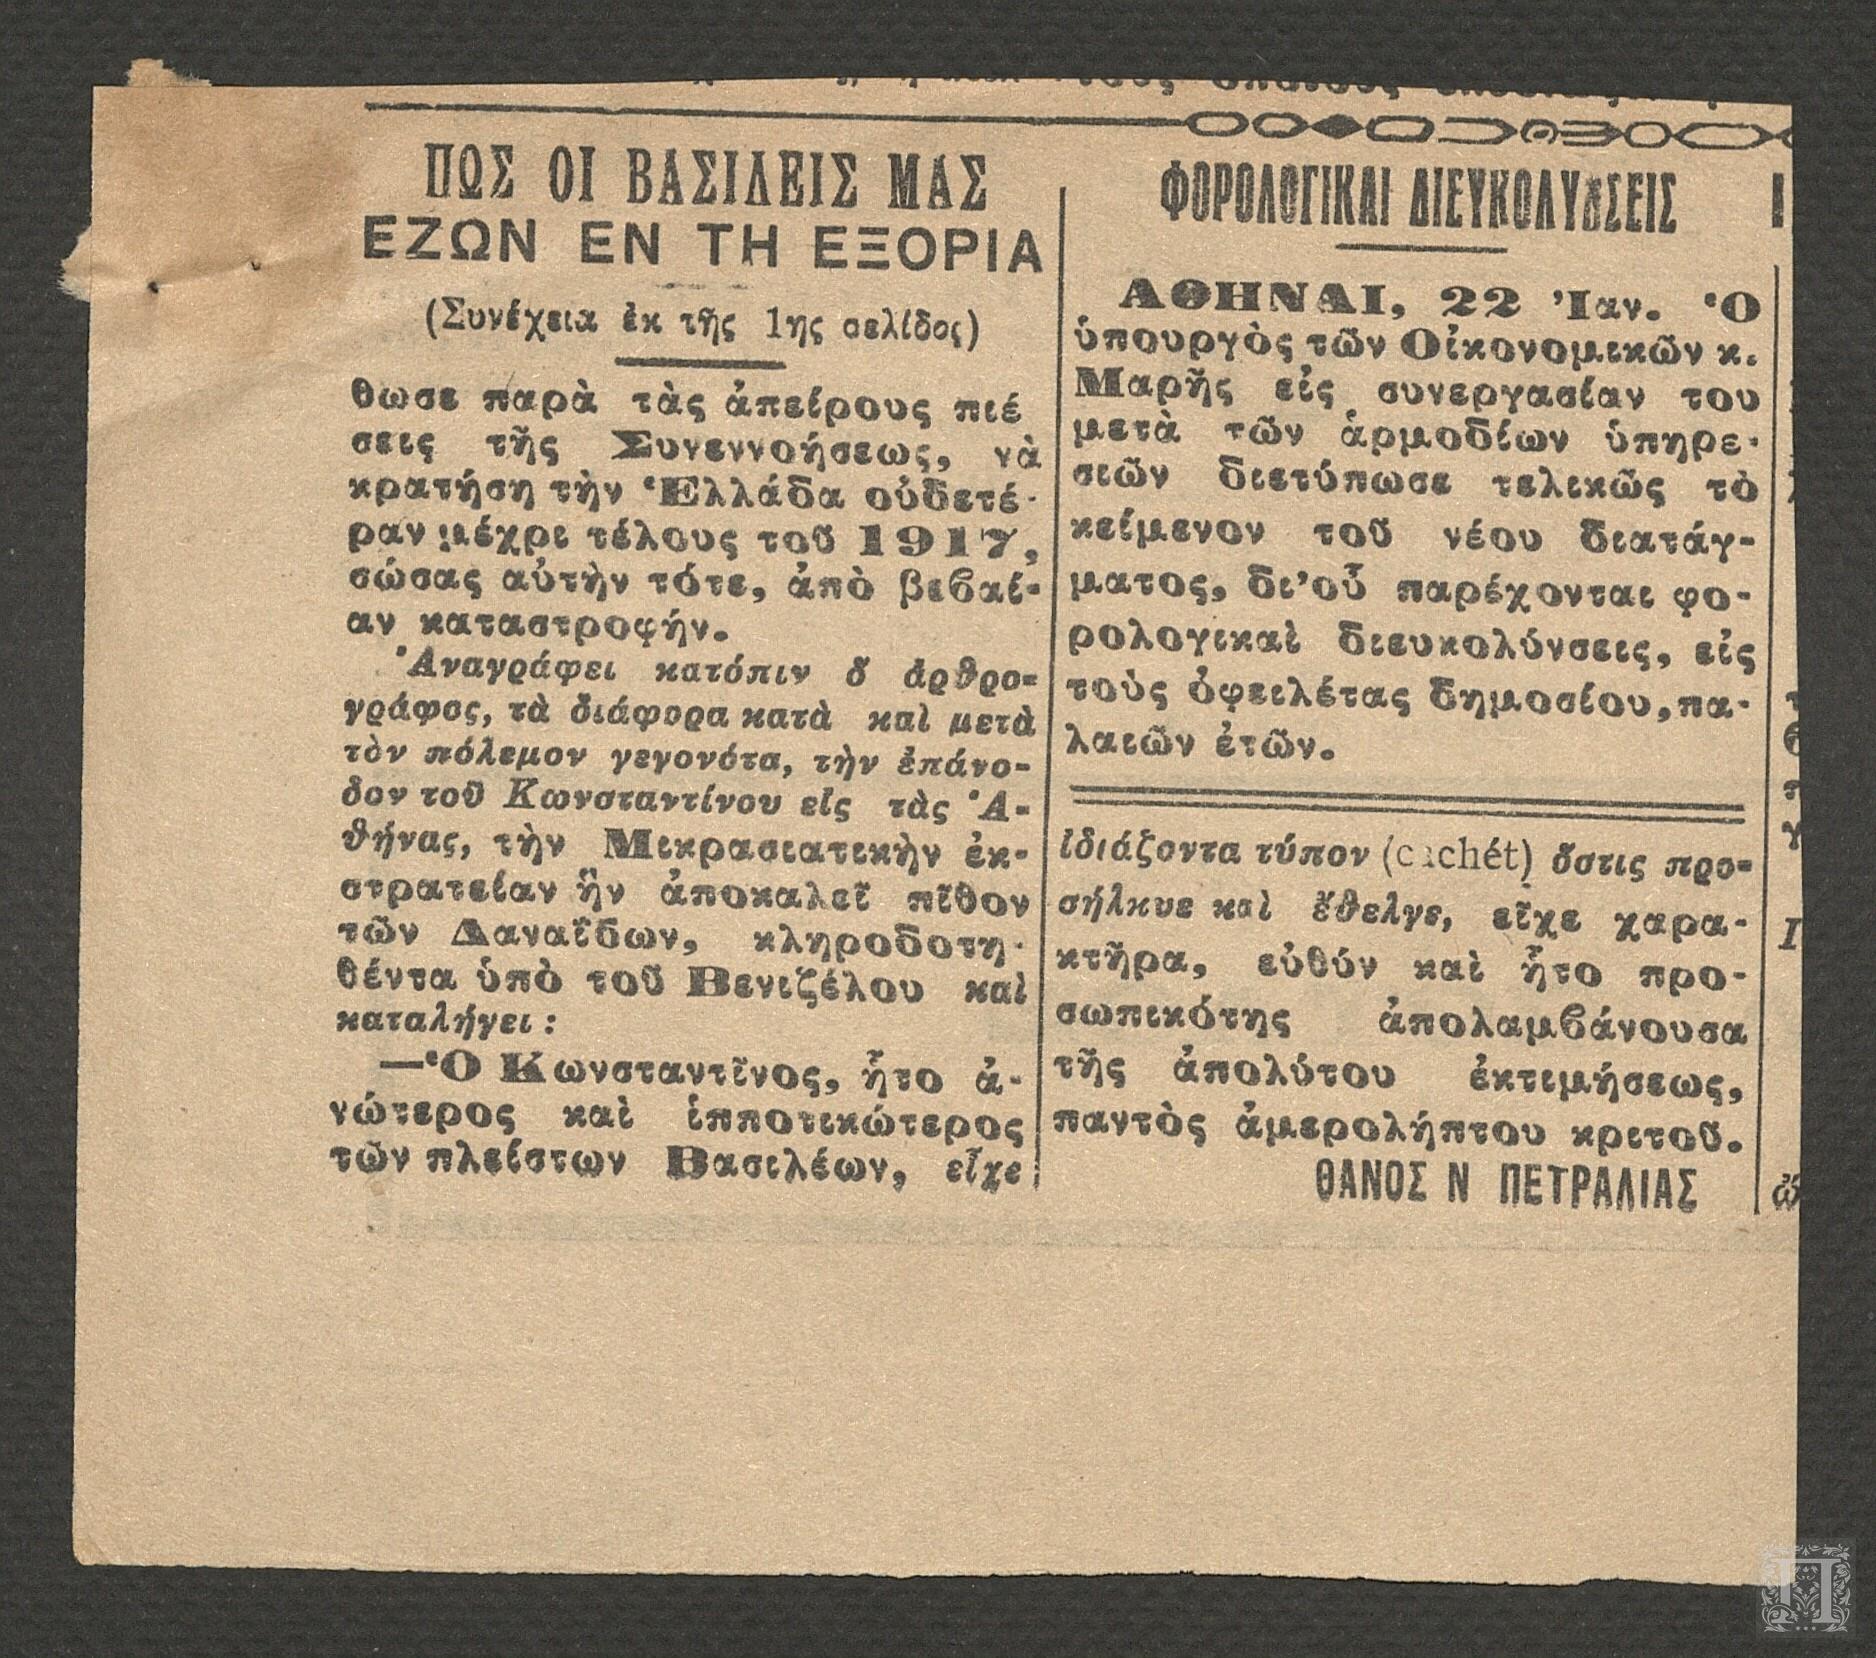 ΠΩΣ ΟΙ ΒΑΣΙΛΕΙΣ ΜΑΣ
ΕΖΩΝ ΕΝ ΤΗ ΕΞΟΡΙΑ
(Συνέχεια ἐκ τῆς 1ης σελίδος)
θωσε παρὰ τὰς ἀπείρους πιέ
σεις τῆς Συνεννοήσεως, νὰ
κρατήση τὴν Ἑλλάδα οὐδετέ-
ραν μέχρι τέλους τοῦ 1917,
σώσας αὐτὴν τότε, ἀπὸ βεβαί-
αν καταστροφήν.
Ἀναγράφει κατόπιν ὁ ἀρθρο-
γράφος, τὰ διάφορα κατὰ καὶ μετὰ
τὸν πόλεμον γεγονότα, τὴν ἐπάνο-
δον τοῦ Κωνσταντίνου εἰς τὰς Ἀ-
θήνας, τὴν Μικρασιατικὴν ἐκ-
στρατείαν ἣν ἀποκαλεῖ πῖθον
τῶν Δαναΐδων, κληροδοτη-
θέντα ὑπὸ τοῦ Βενιζέλου καὶ
καταλήγει:
—Ὁ Κωνσταντῖνος, ἦτο ἀ-
νώτερος καὶ ἱπποτικώτερος
τῶν πλείστων Βασιλέων, εἶχε
ΦΟΡΟΛΟΓΙΚΑΙ ΔΙΕΥΚΟΛΥΝΣΕΙΣ
ΑΘΗΝΑΙ, 22 Ἰαν. Ὁ
ὑπουργὸς τῶν Οἰκονομικῶν κ.
Μαρῆς εἰς συνεργασίαν του
μετὰ τῶν ἁρμοδίων ὑπηρε-
σιῶν διετύπωσε τελικῶς τὸ
κείμενον τοῦ νέου διατάγ-
ματος, δι’οὗ παρέχονται φο-
ρολογικαὶ διευκολύνσεις, εἰς
τοὺς ὀφειλέτας δημοσίου, πα-
λαιῶν ἐτῶν.
ἰδιάζοντα τύπον (cachét) ὅστις προ-
σήλκυε καὶ ἔθελγε, εἶχε χαρα-
κτῆρα, εὐθύν καὶ ἦτο προ-
σωπικότης ἀπολαμβάνουσα
τῆς ἀπολύτου ἐκτιμήσεως,
παντὸς ἀμερολήπτου κριτοῦ.
ΘΑΝΟΣ Ν ΠΕΤΡΑΛΙΑΣ